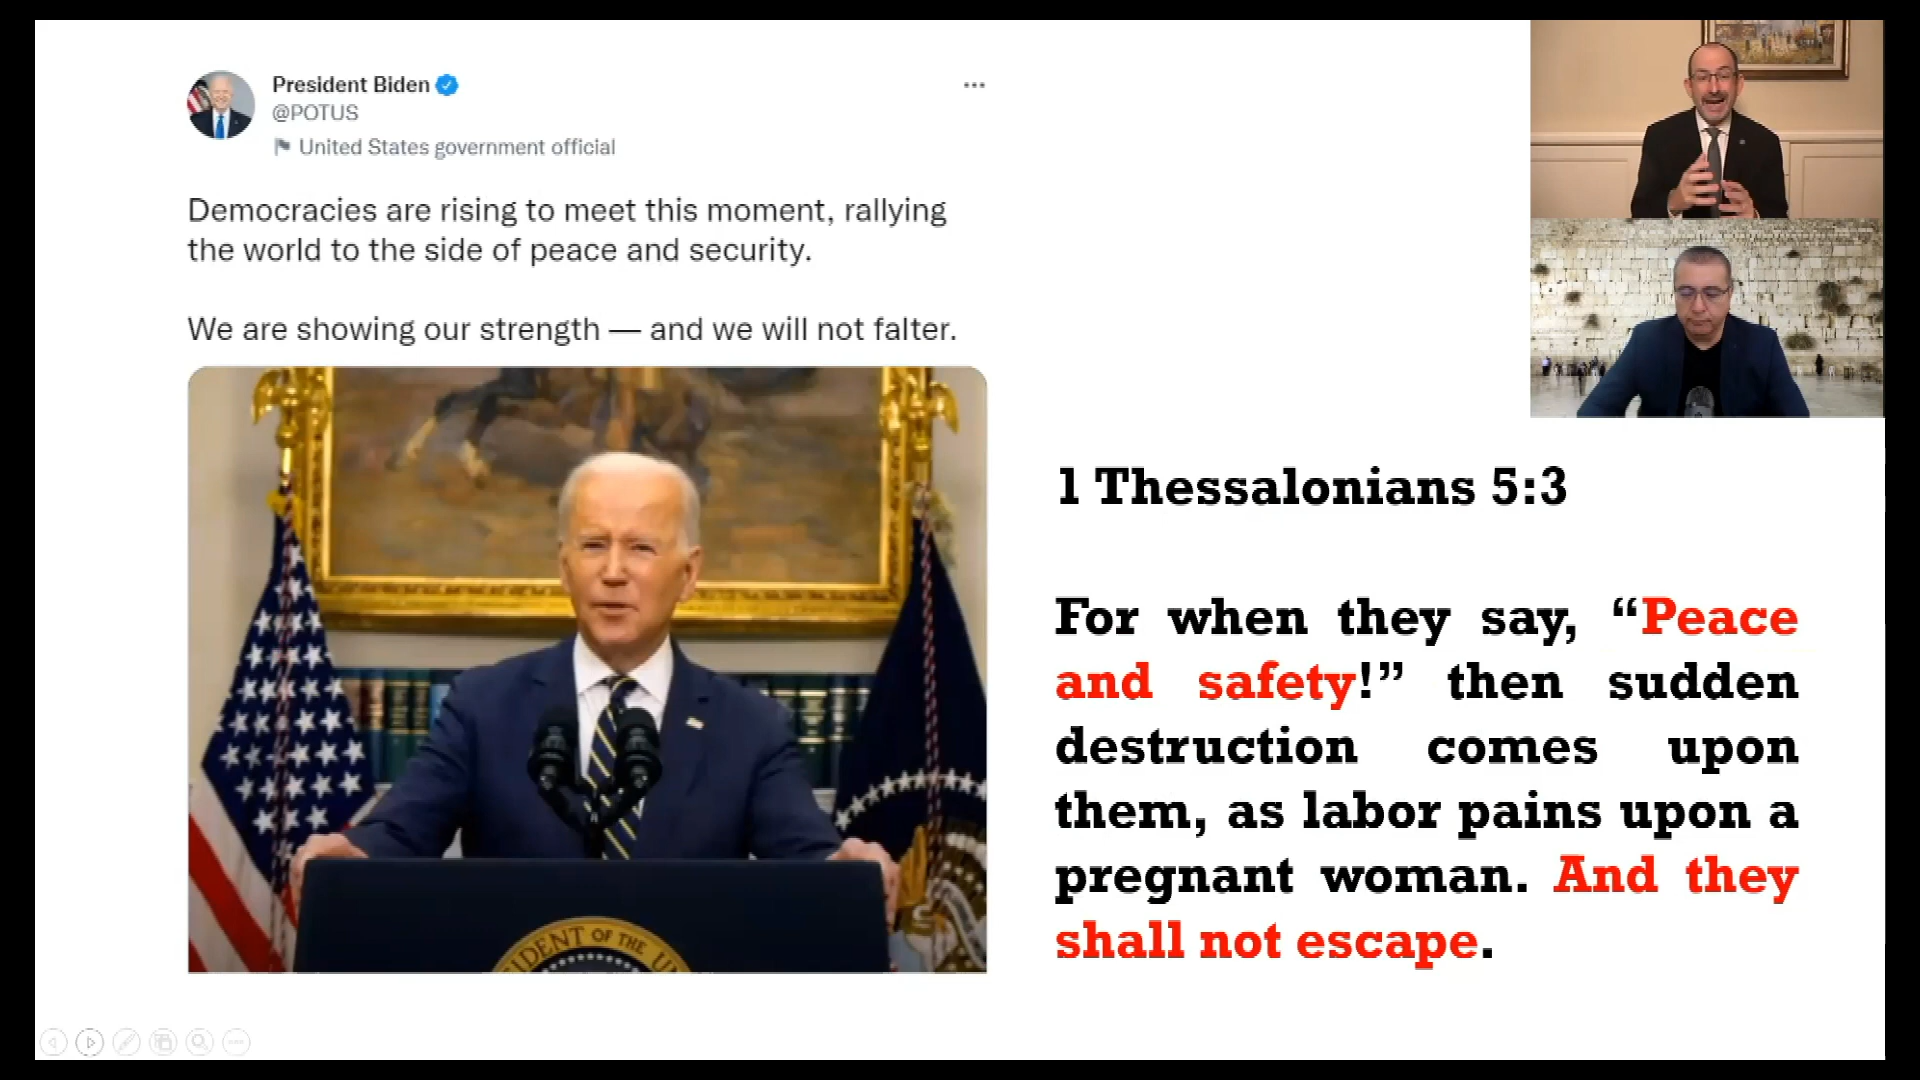 President Biden
@POTUS
United States government official
Democracies are rising to meet this moment, rallying
the world to the side of peace and security.
We are showing our strength — and we will not falter.
IDENT OF THE U
1 Thessalonians 5:3
For when they say, “Peace
and safety!” then sudden
destruction comes upon
them, as labor pains upon a
pregnant woman. And they
shall not escape.